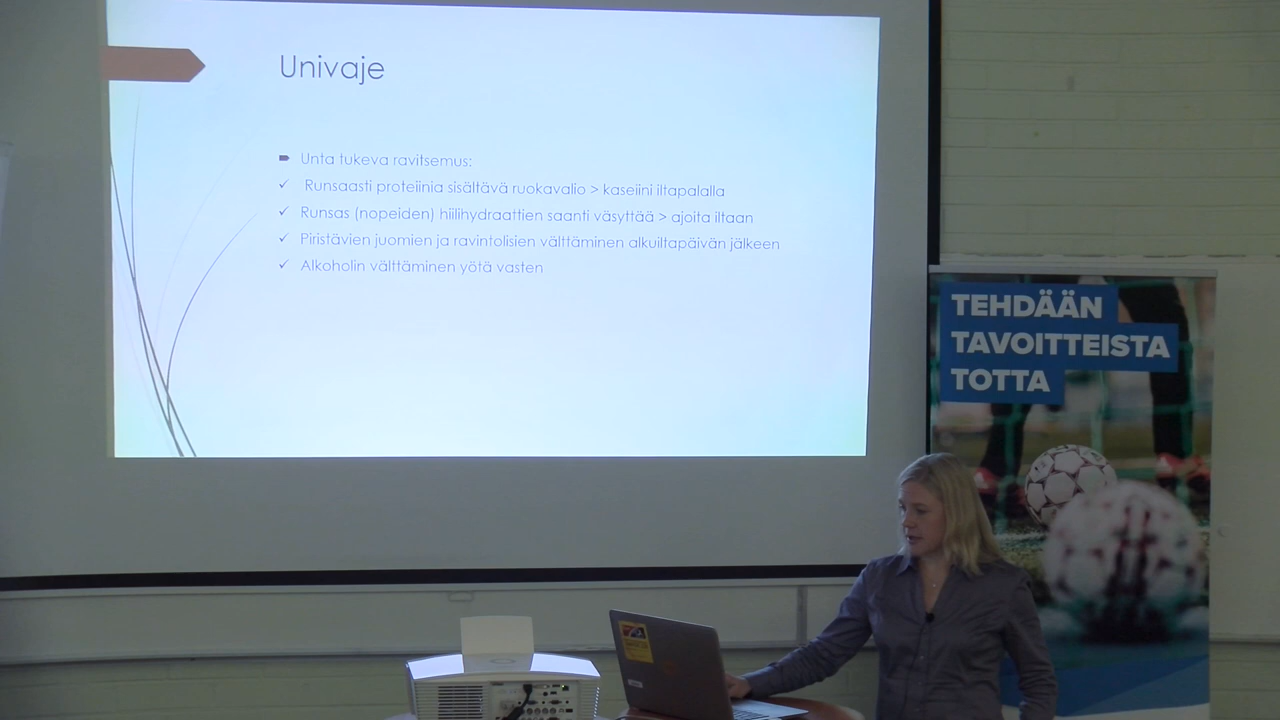 Univaje
Unta tukeva ravitsemus:
Runsaasti proteiinia sisältävä ruokavalio > kaseiini iltapalalla
Runsas (nopeiden) hiilihydraattien saanti väsyttää > ajoita iltaan
Piristävien juomien ja ravintolisien välttäminen alkuiltapäivän jälkeen
Alkoholin välttäminen yötä vasten
TEHDÄÄN
TAVOITTEISTA
TOTTA